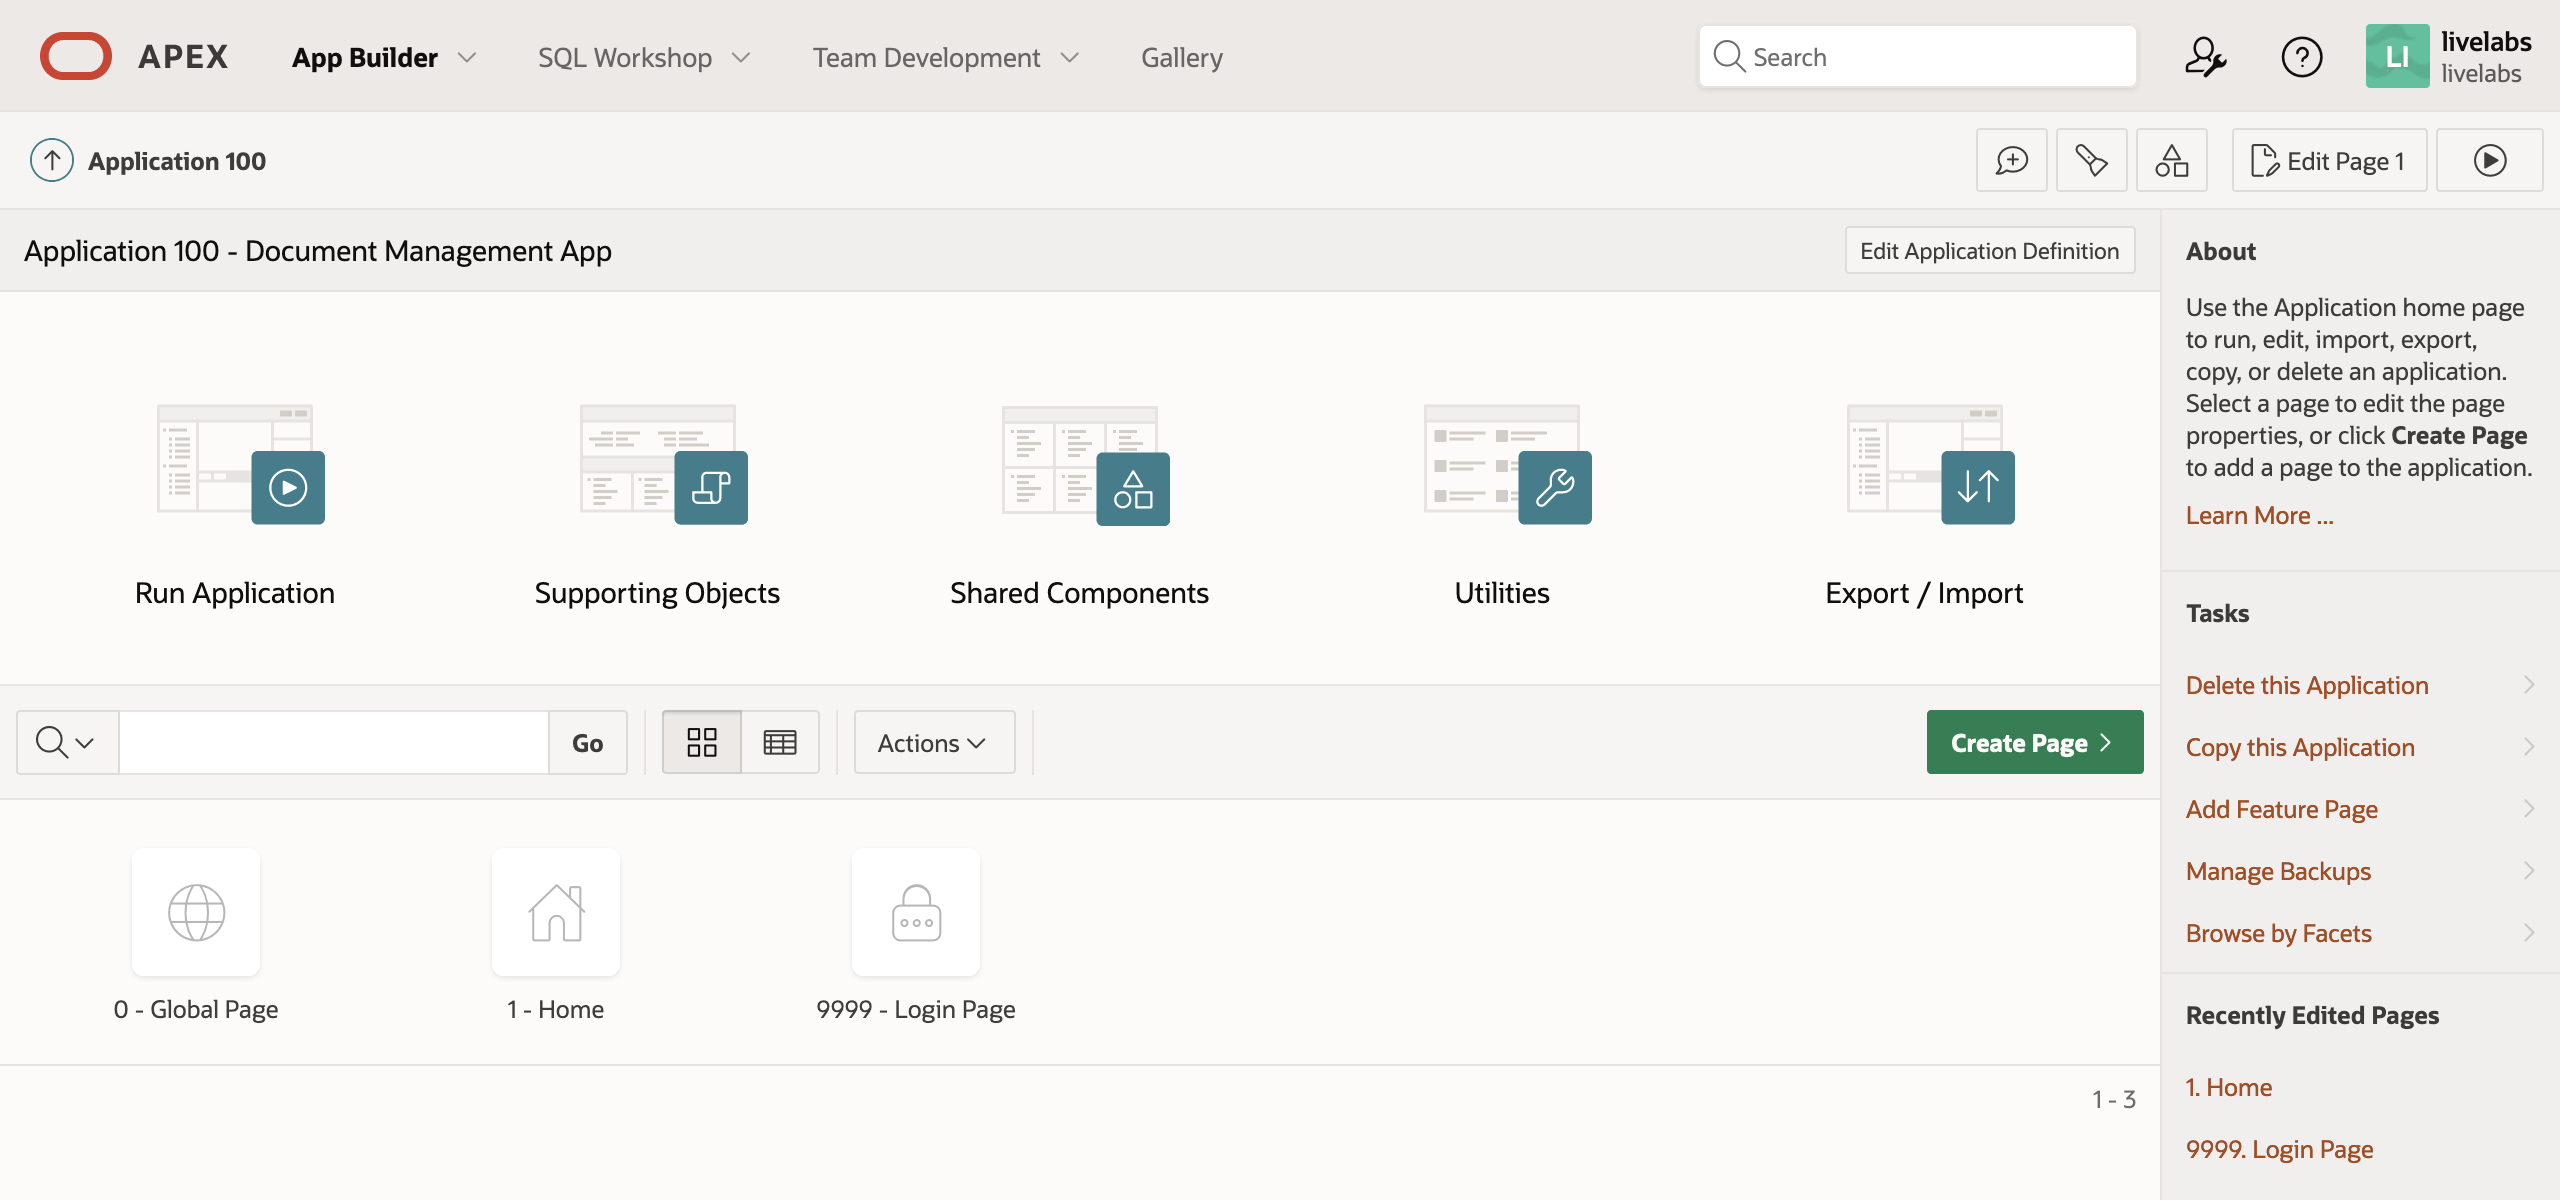 APEX
App Builder
SQL Workshop
Team Development
Gallery
Search
?
LI
livelabs
livelabs
Application 100
Edit Page 1
Application 100 - Document Management App
Edit Application Definition
Run Application
Supporting Objects
Shared Components
Utilities
Export / Import
Go
Actions
Create Page
0 - Global Page
1 - Home
9999 - Login Page
1 - 3
About
Use the Application home page
to run, edit, import, export,
copy, or delete an application.
Select a page to edit the page
properties, or click Create Page
to add a page to the application.
Learn More ...
Tasks
Delete this Application
Copy this Application
Add Feature Page
Manage Backups
Browse by Facets
Recently Edited Pages
1. Home
9999. Login Page